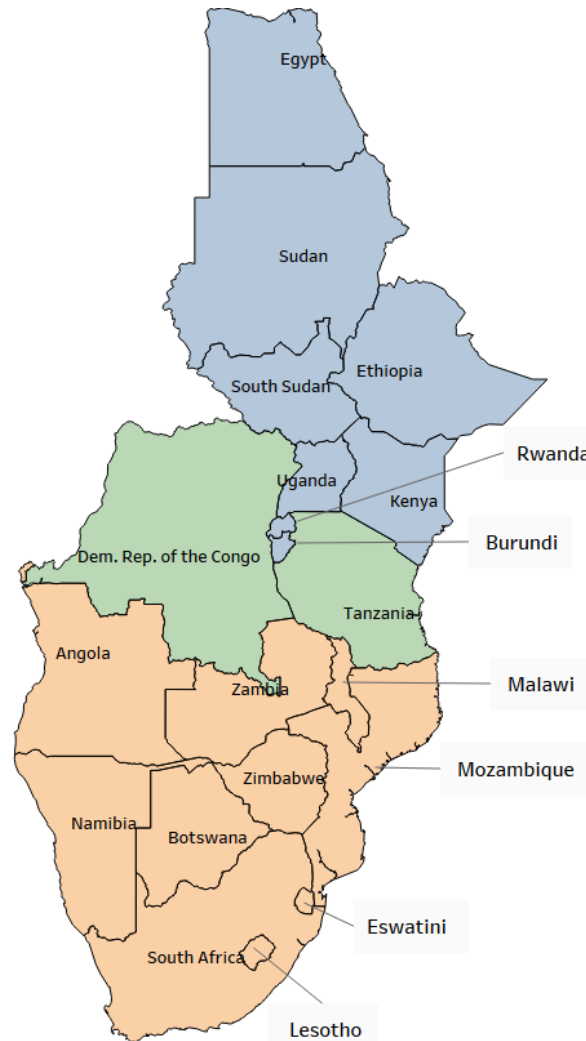 Egypt
Sudan
Ethiopia
South Sudan
Rwanda
Uganda
Kenya
Burundi
Dem. Rep. of the Congo
Tanzania
Angola
Malawi
Zambia
Mozambique
Zimbabwe
Namibia
Botswana
Eswatini
South Africa
Lesotho